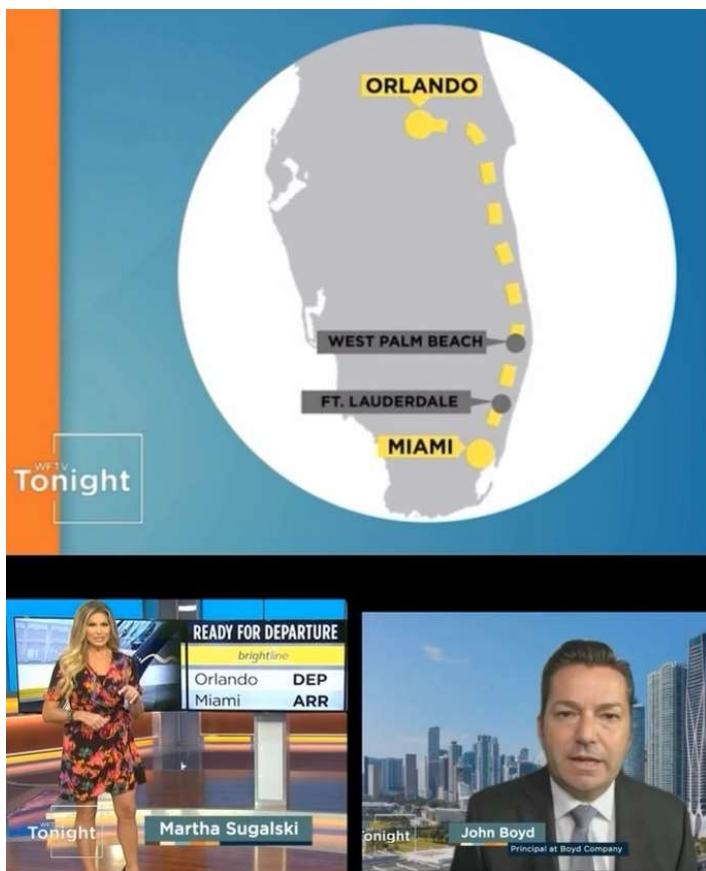 ORLANDO
WEST PALM BEACH
FT. LAUDERDALE
MIAMI
WFTV
Tonight
READY FOR DEPARTURE
brightline
Orlando DEP
Miami ARR
WFTV
Tonight
Martha Sugalski
onight
John Boyd
Principal at Boyd Company